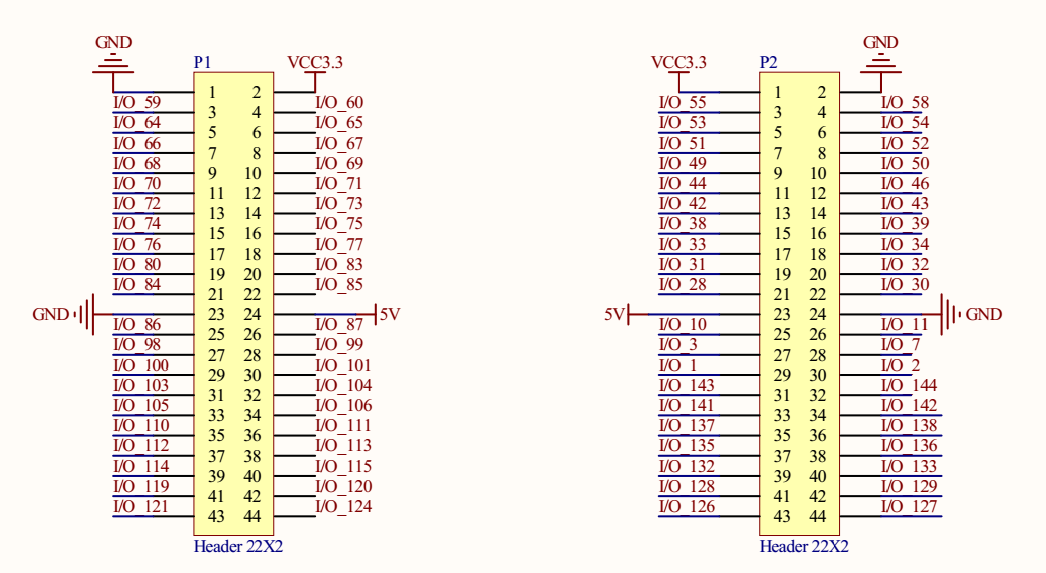 GND GND
P1 VCC3.3 VCC3.3 P2
1 2 1 2
I/O_59 I/O_60 I/O_55 I/O_58
3 4 3 4
I/O_64 I/O_65 I/O_53 I/O_54
5 6 5 6
I/O_66 I/O_67 I/O_51 I/O_52
7 8 7 8
I/O_68 I/O_69 I/O_49 I/O_50
9 10 9 10
I/O_70 I/O_71 I/O_44 I/O_46
11 12 11 12
I/O_72 I/O_73 I/O_42 I/O_43
13 14 13 14
I/O_74 I/O_75 I/O_38 I/O_39
15 16 15 16
I/O_76 I/O_77 I/O_33 I/O_34
17 18 17 18
I/O_80 I/O_83 I/O_31 I/O_32
19 20 19 20
I/O_84 I/O_85 I/O_28 I/O_30
21 22 21 22
GND 23 24 5V 5V 23 24 GND
I/O_86 I/O_87 I/O_10 I/O_11
25 26 25 26
I/O_98 I/O_99 I/O_3 I/O_7
27 28 27 28
I/O_100 I/O_101 I/O_1 I/O_2
29 30 29 30
I/O_103 I/O_104 I/O_143 I/O_144
31 32 31 32
I/O_105 I/O_106 I/O_141 I/O_142
33 34 33 34
I/O_110 I/O_111 I/O_137 I/O_138
35 36 35 36
I/O_112 I/O_113 I/O_135 I/O_136
37 38 37 38
I/O_114 I/O_115 I/O_132 I/O_133
39 40 39 40
I/O_119 I/O_120 I/O_128 I/O_129
41 42 41 42
I/O_121 I/O_124 I/O_126 I/O_127
43 44 43 44
Header 22X2 Header 22X2